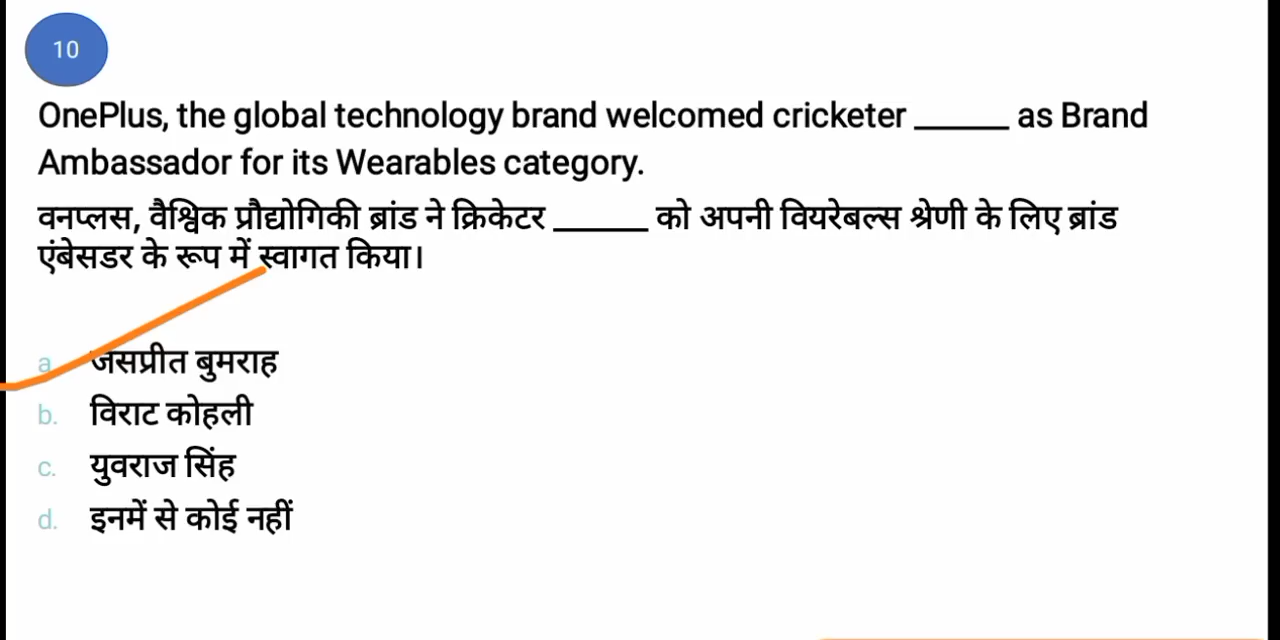 10
OnePlus, the global technology brand welcomed cricketer ______ as Brand
Ambassador for its Wearables category.
वनप्लस, वैश्विक प्रौद्योगिकी ब्रांड ने क्रिकेटर ______ को अपनी वियरेबल्स श्रेणी के लिए ब्रांड
एंबेसडर के रूप में स्वागत किया।
a. जसप्रीत बुमराह
b. विराट कोहली
c. युवराज सिंह
d. इनमें से कोई नहीं